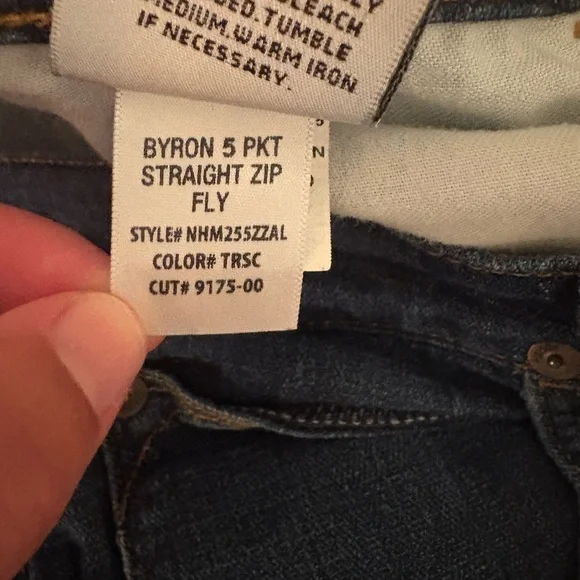 BLEACH
TUMBLE
MEDIUM. WARM IRON
IF NECESSARY.
BYRON 5 PKT
STRAIGHT ZIP
FLY
STYLE# NHM255ZZAL
COLOR# TRSC
CUT# 9175-00